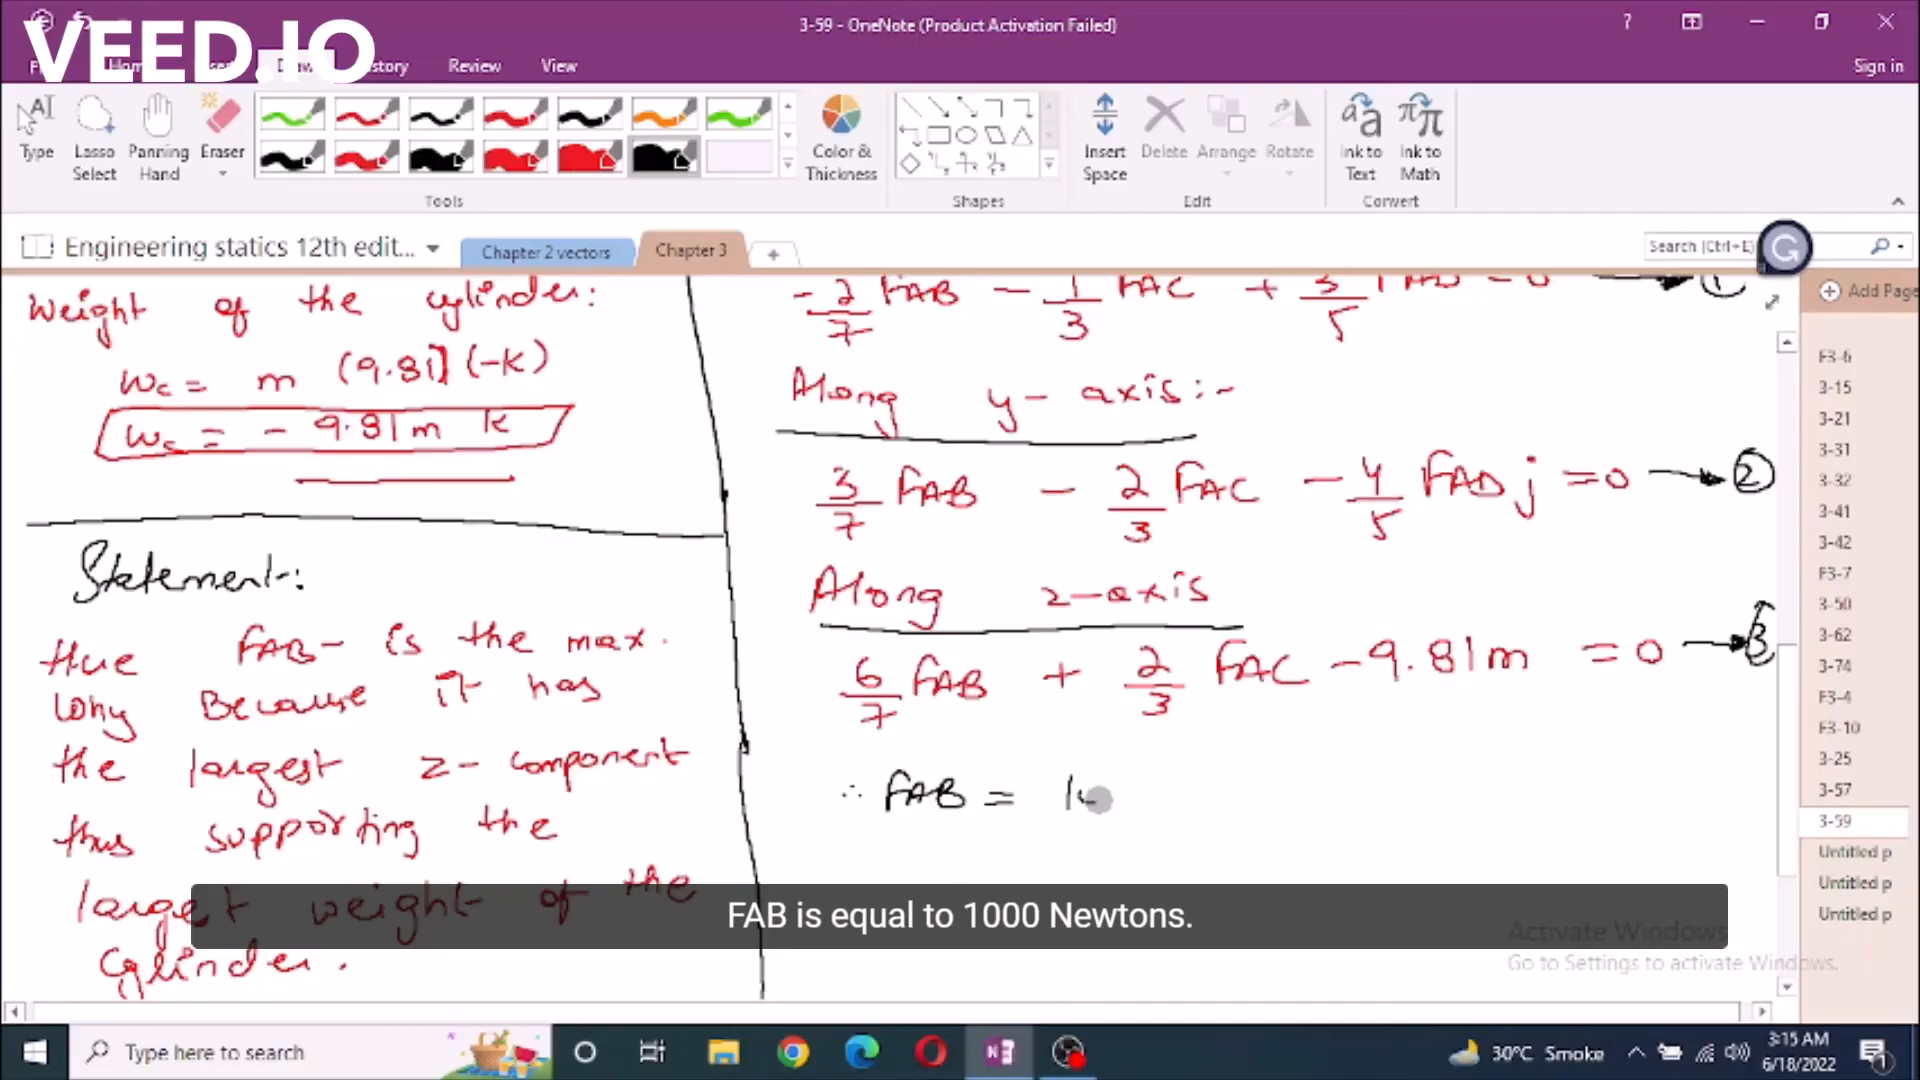 3-59 - OneNote (Product Activation Failed)
VEED.IO
Review
View
Sign in
Type
Lasso Select
Panning Hand
Eraser
Color & Thickness
Insert Space
Delete
Arrange
Rotate
Ink to Text
Ink to Math
Tools
Shapes
Edit
Convert
Engineering statics 12th edit...
Chapter 2 vectors
Chapter 3
Search (Ctrl+E)
Add Page
weight of the cylinder:
Wc = m (9.81) (-k)
Wc = - 9.81m k
Statement:
FAB is the max.
why Because it has
the largest z-component
thus supporting the
largest weight of the
cylinder.
- 2/7 FAB - 1/3 FAC + 3/5 FAD = 0 → 1
Along y-axis:-
3/7 FAB - 2/3 FAC - 4/5 FAD j = 0 → 2
Along z-axis
6/7 FAB + 2/3 FAC - 9.81m = 0 → 3
∴ FAB =
FAB is equal to 1000 Newtons.
F3-6
3-15
3-21
3-31
3-32
3-41
3-42
F3-7
3-50
3-62
3-74
F3-4
F3-10
3-25
3-57
3-59
Untitled p
Untitled p
Untitled p
Activate Windows
Go to Settings to activate Windows.
Type here to search
30°C Smoke
3:15 AM
6/18/2022